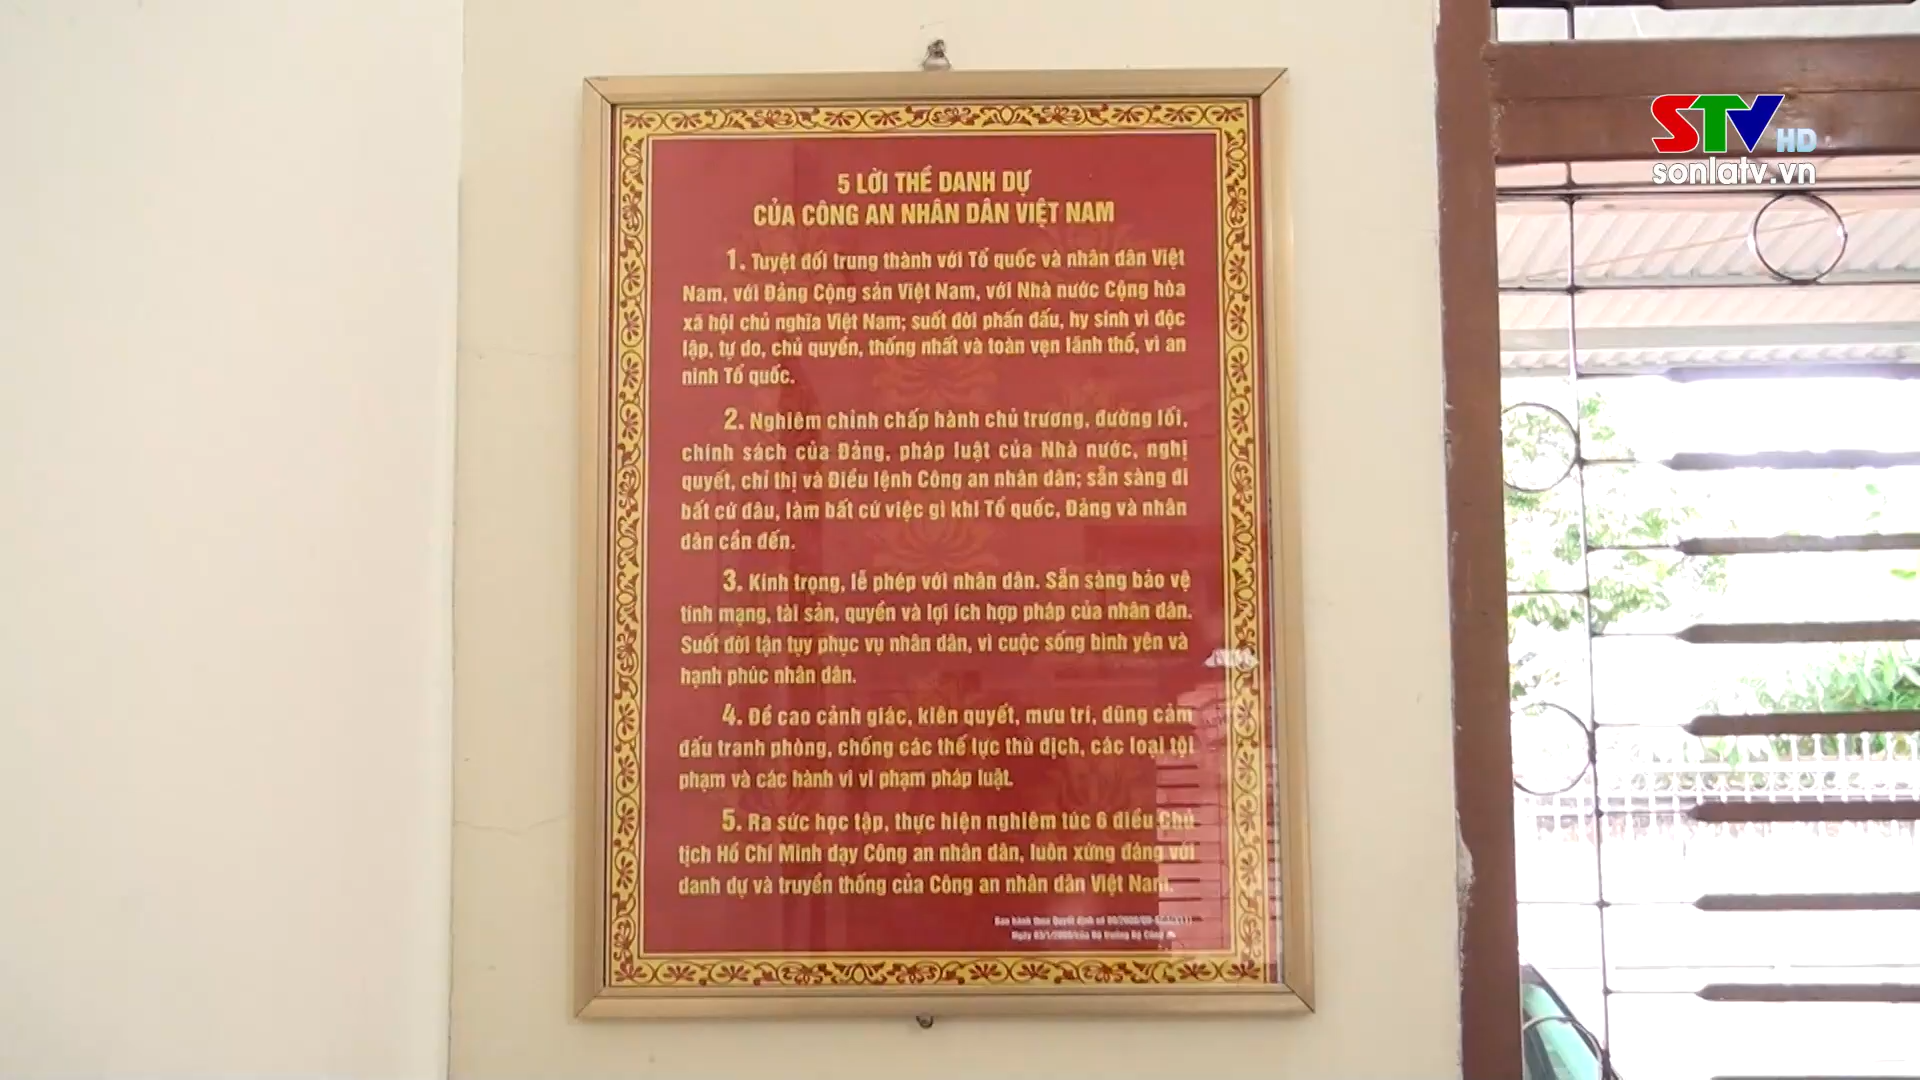 STV HD
sonlatv.vn
5 LỜI THỀ DANH DỰ
CỦA CÔNG AN NHÂN DÂN VIỆT NAM
1. Tuyệt đối trung thành với Tổ quốc và nhân dân Việt
Nam, với Đảng Cộng sản Việt Nam, với Nhà nước Cộng hòa
xã hội chủ nghĩa Việt Nam; suốt đời phấn đấu, hy sinh vì độc
lập, tự do, chủ quyền, thống nhất và toàn vẹn lãnh thổ, vì an
ninh Tổ quốc.
2. Nghiêm chỉnh chấp hành chủ trương, đường lối,
chính sách của Đảng, pháp luật của Nhà nước, nghị
quyết, chỉ thị và Điều lệnh Công an nhân dân; sẵn sàng đi
bất cứ đâu, làm bất cứ việc gì khi Tổ quốc, Đảng và nhân
dân cần đến.
3. Kính trọng, lễ phép với nhân dân. Sẵn sàng bảo vệ
tính mạng, tài sản, quyền và lợi ích hợp pháp của nhân dân.
Suốt đời tận tụy phục vụ nhân dân, vì cuộc sống bình yên và
hạnh phúc nhân dân.
4. Đề cao cảnh giác, kiên quyết, mưu trí, dũng cảm
đấu tranh phòng, chống các thế lực thù địch, các loại tội
phạm và các hành vi vi phạm pháp luật.
5. Ra sức học tập, thực hiện nghiêm túc 6 điều Chủ
tịch Hồ Chí Minh dạy Công an nhân dân, luôn xứng đáng với
danh dự và truyền thống của Công an nhân dân Việt Nam.
Ban hành theo Quyết định số
Ngày của Bộ trưởng Bộ Công